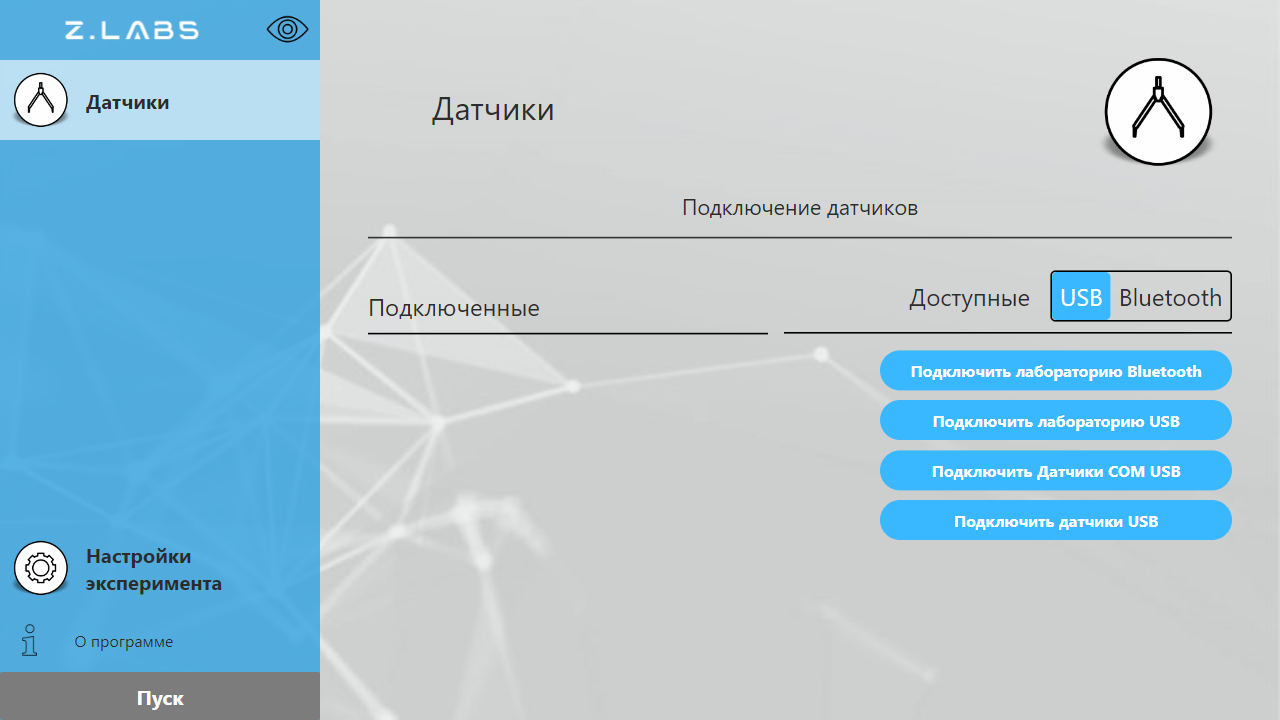 Z.LABS
Датчики
Настройки
эксперимента
О программе
Пуск
Датчики
Подключение датчиков
Подключенные
Доступные
USB
Bluetooth
Подключить лабораторию Bluetooth
Подключить лабораторию USB
Подключить Датчики COM USB
Подключить датчики USB